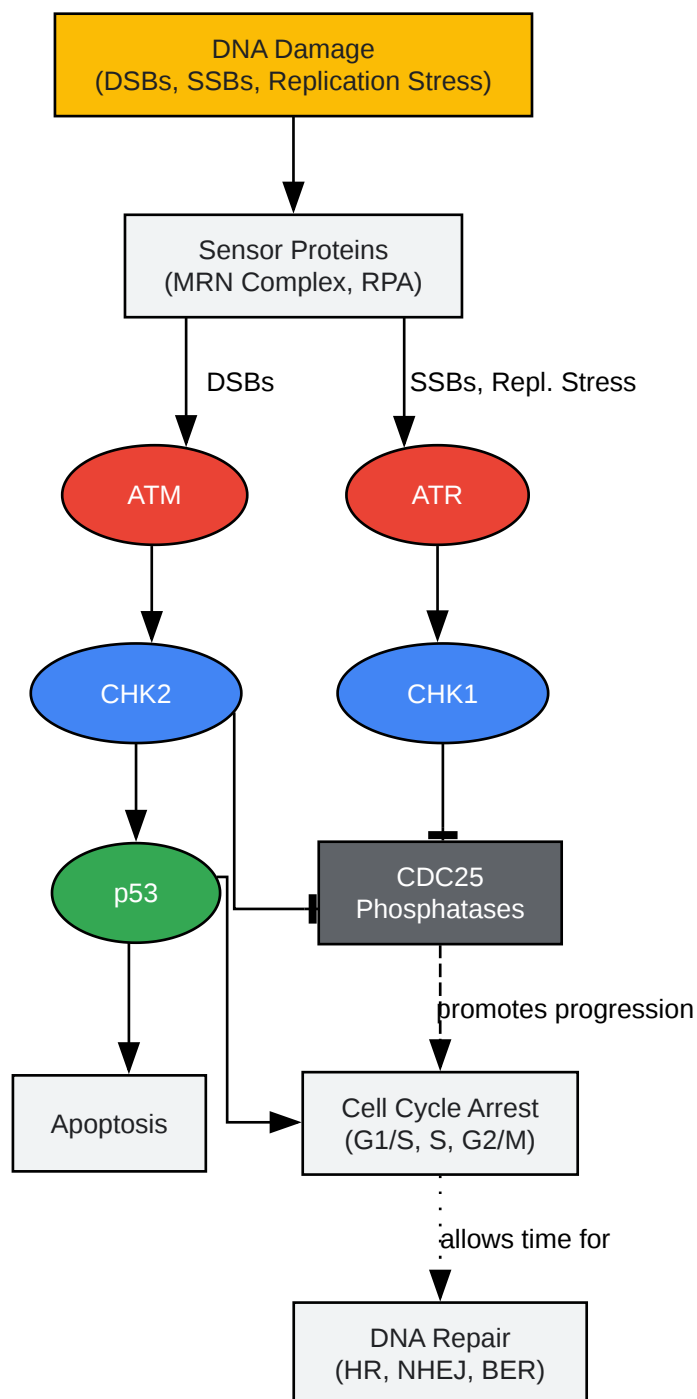 DNA Damage
(DSBs, SSBs, Replication Stress)
Sensor Proteins
(MRN Complex, RPA)
DSBs
SSBs, Repl. Stress
ATM
ATR
CHK2
CHK1
p53
CDC25
Phosphatases
promotes progression
Apoptosis
Cell Cycle Arrest
(G1/S, S, G2/M)
allows time for
DNA Repair
(HR, NHEJ, BER)